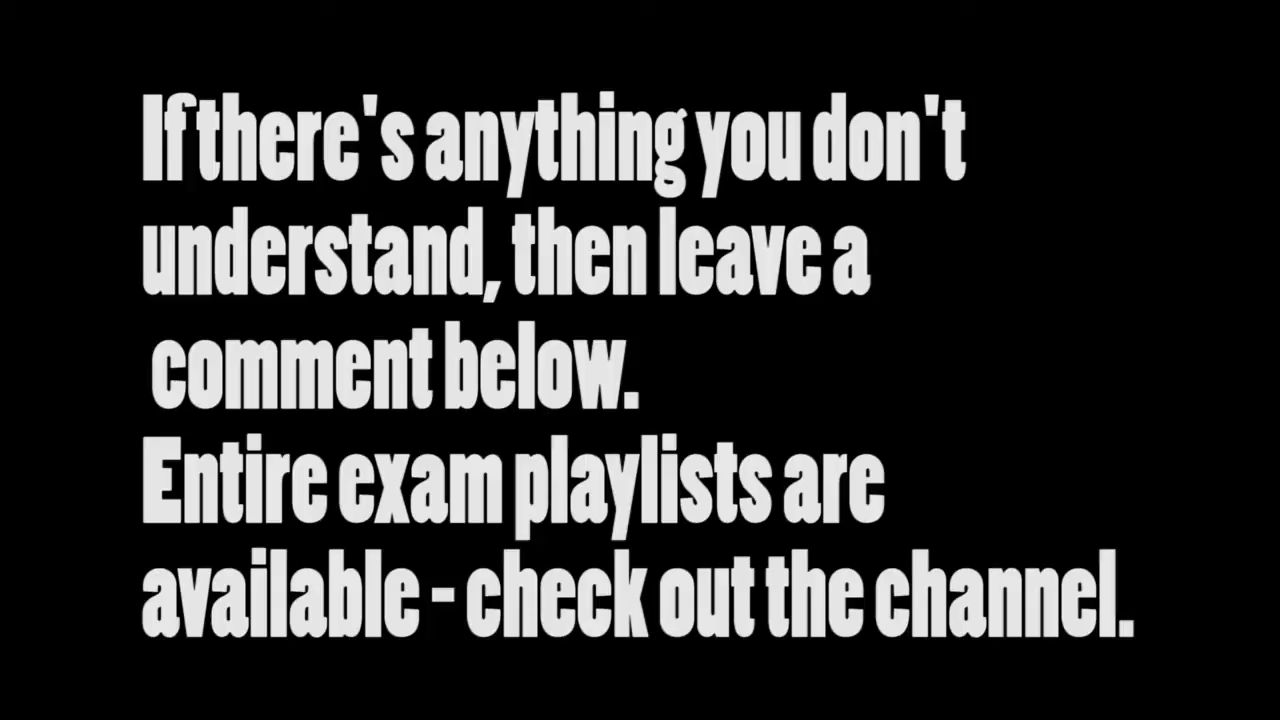 If there's anything you don't
understand, then leave a
comment below.
Entire exam playlists are
available - check out the channel.